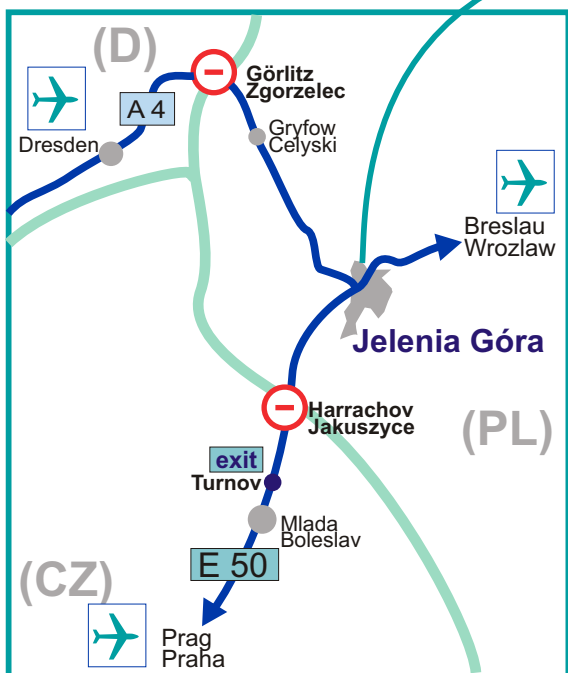 (D)
Görlitz
Zgorzelec
A 4
Gryfow
Celyski
Dresden
Breslau
Wrozlaw
Jelenia Góra
Harrachov
Jakuszyce
(PL)
exit
Turnov
Mlada
Boleslav
E 50
(CZ)
Prag
Praha